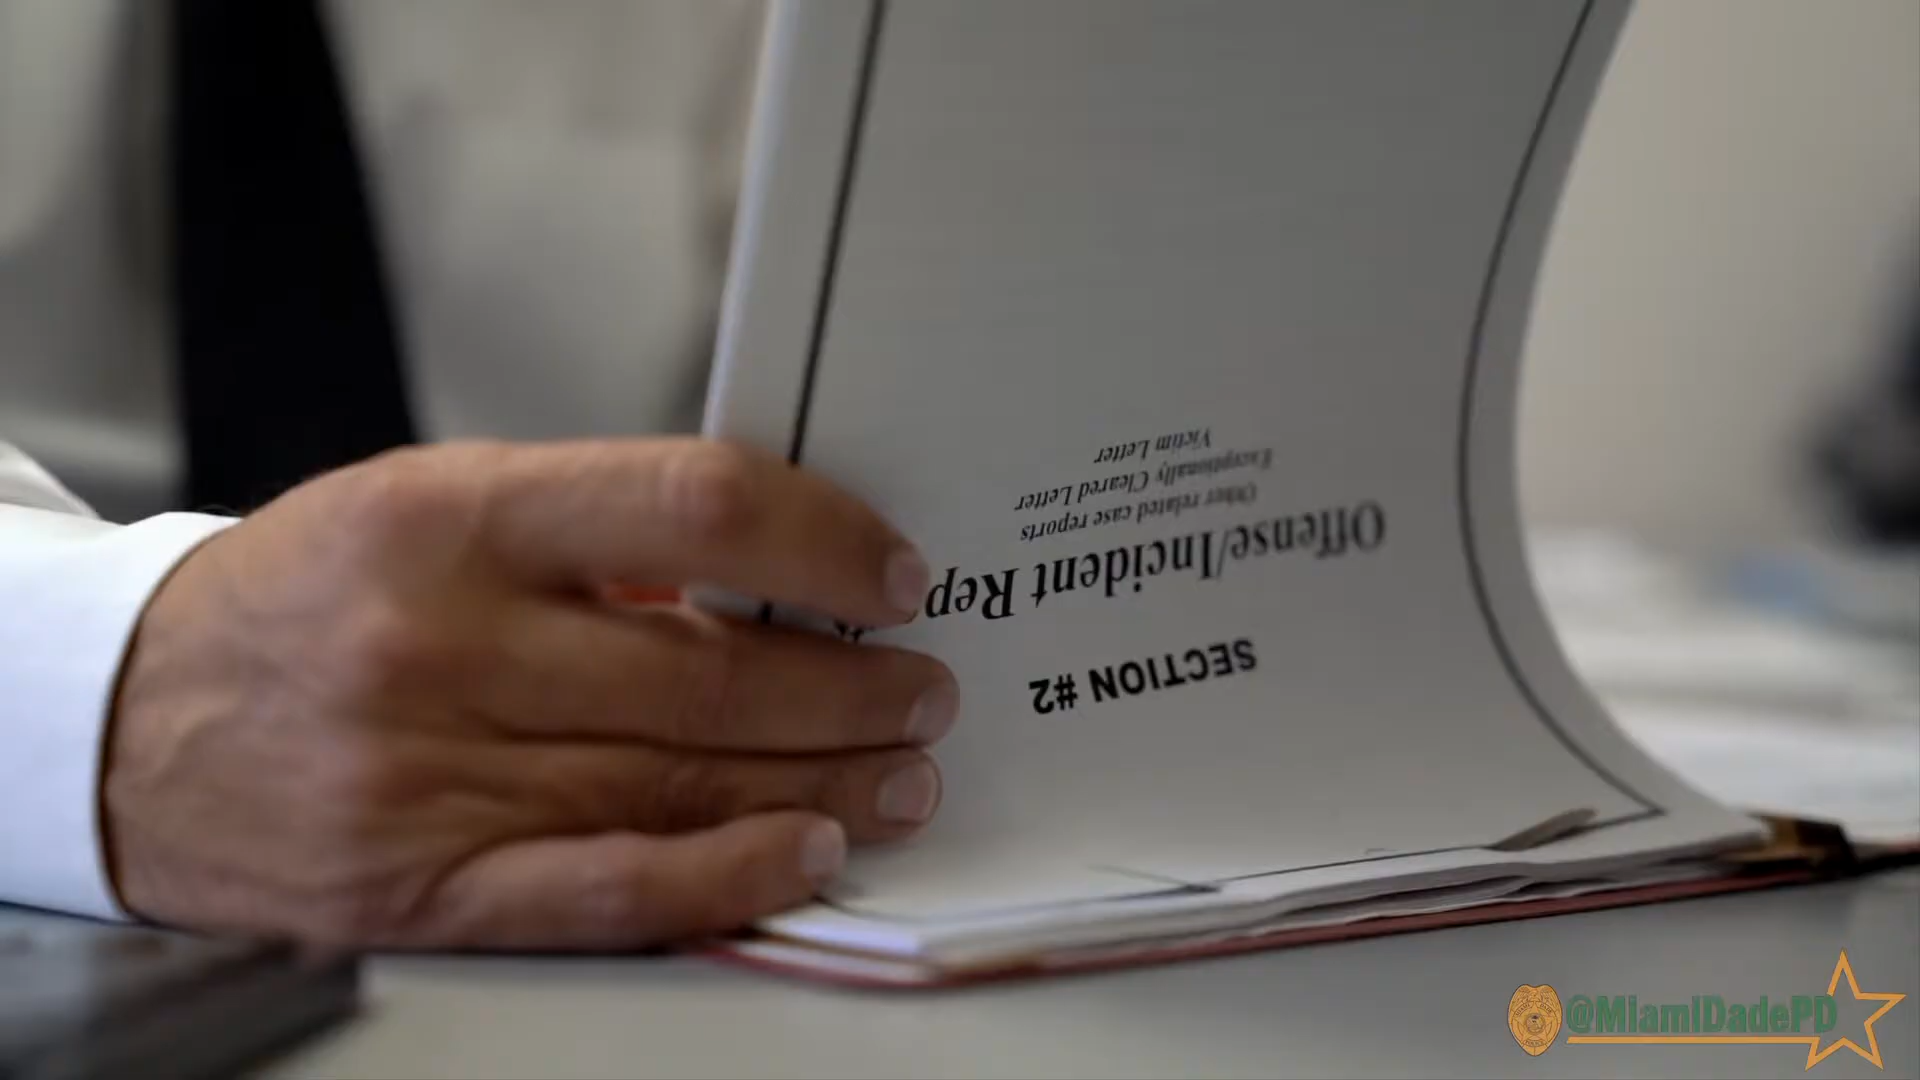 SECTION #2
Offense/Incident Rep
Other related case reports
Exceptionally Cleared Letter
Victim Letter
@MiamiDadePD